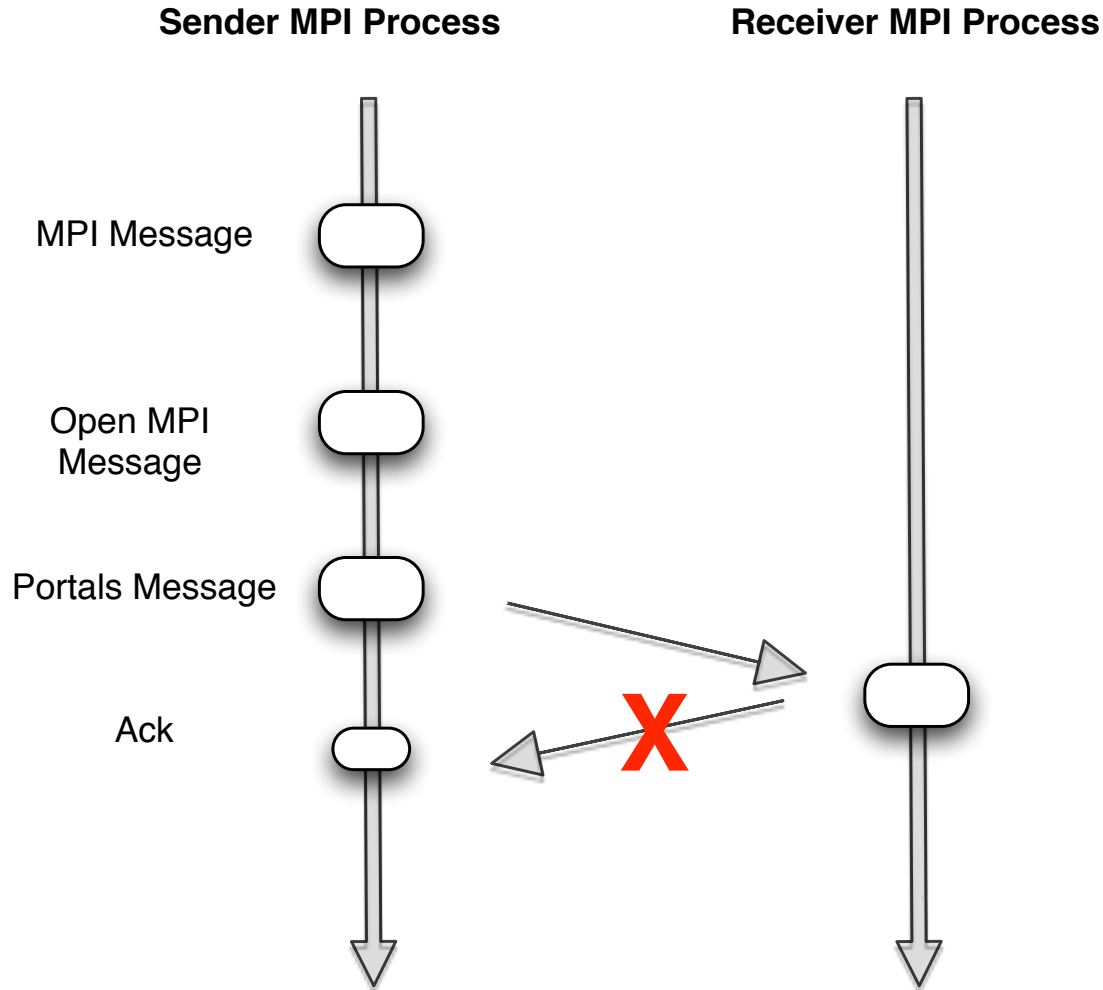 Sender MPI Process
Receiver MPI Process
MPI Message
Open MPI
Message
Portals Message
Ack
X